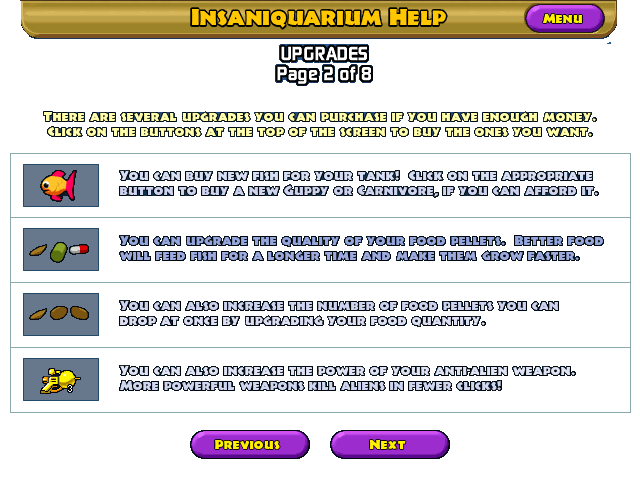 Insaniquarium Help
Menu
UPGRADES
Page 2 of 8
There are several upgrades you can purchase if you have enough money.
Click on the buttons at the top of the screen to buy the ones you want.
You can buy new fish for your tank! Click on the appropriate
button to buy a new Guppy or Carnivore, if you can afford it.
You can upgrade the quality of your food pellets. Better food
will feed fish for a longer time and make them grow faster.
You can also increase the number of food pellets you can
drop at once by upgrading your food quantity.
You can also increase the power of your anti-alien weapon.
More powerful weapons kill aliens in fewer clicks!
Previous
Next